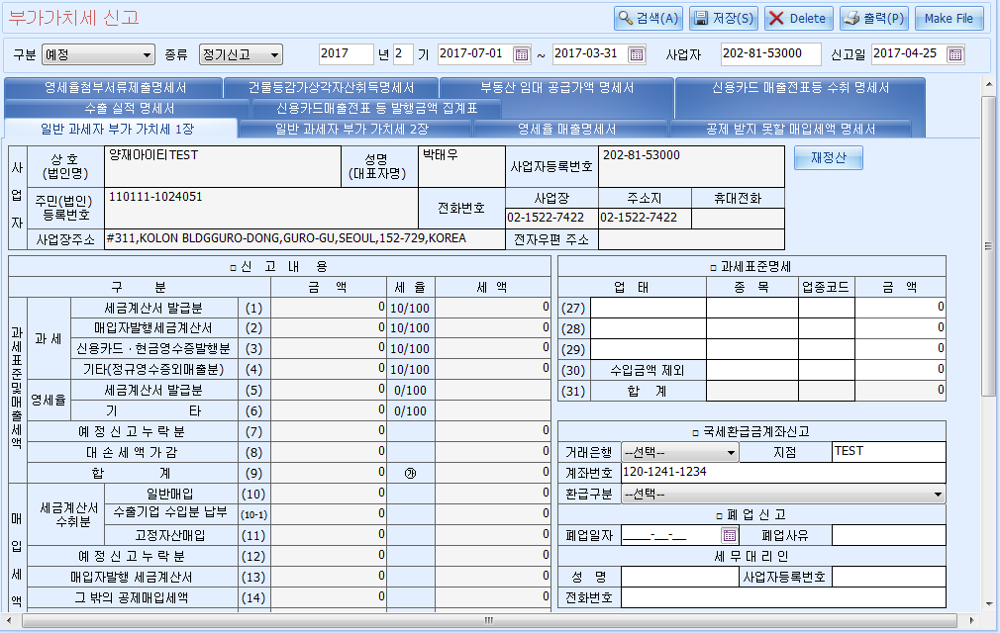 부가가치세 신고 검색(A) 저장(S) Delete 출력(P) Make File
구분 예정 종류 정기신고 2017 년 2 기 2017-07-01 ~ 2017-03-31 사업자 202-81-53000 신고일 2017-04-25
영세율첨부서류제출명세서 건물등감가상각자산취득명세서 부동산 임대 공급가액 명세서 신용카드 매출전표등 수취 명세서
수출 실적 명세서 신용카드매출전표 등 발행금액 집계표
일반 과세자 부가 가치세 1장 일반 과세자 부가 가치세 2장 영세율 매출명세서 공제 받지 못할 매입세액 명세서
사업자 상 호 (법인명) 양재아이티TEST 성명 (대표자명) 박태우 사업자등록번호 202-81-53000 재정산
주민(법인) 등록번호 110111-1024051 전화번호 사업장 주소지 휴대전화
02-1522-7422 02-1522-7422
사업장주소 #311,KOLON BLDGGURO-DONG,GURO-GU,SEOUL,152-729,KOREA 전자우편 주소
□ 신 고 내 용
구 분 금 액 세 율 세 액
과세표준및매출세액
과 세 세금계산서 발급분 (1) 0 10/100 0
매입자발행세금계산서 (2) 0 10/100 0
신용카드 · 현금영수증발행분 (3) 0 10/100 0
기타(정규영수증외매출분) (4) 0 10/100 0
영세율 세금계산서 발급분 (5) 0 0/100 0
기 타 (6) 0 0/100 0
예 정 신 고 누 락 분 (7) 0 0
대 손 세 액 가 감 (8) 0 0
합 계 (9) 0 ㉮ 0
매입세액
세금계산서 수취분 일반매입 (10) 0 0
수출기업 수입분 납부 (10-1) 0 0
고정자산매입 (11) 0 0
예 정 신 고 누 락 분 (12) 0 0
매입자발행 세금계산서 (13) 0 0
그 밖의 공제매입세액 (14) 0 0
□ 과세표준명세
업 태 종 목 업종코드 금 액
(27) 0
(28) 0
(29) 0
(30) 수입금액 제외 0
(31) 합 계 0
□ 국세환급금계좌신고
거래은행 --선택-- 지점 TEST
계좌번호 120-1241-1234
환급구분 --선택--
□ 폐 업 신 고
폐업일자 ____-__-__ 폐업사유
세 무 대 리 인
성 명 사업자등록번호
전화번호